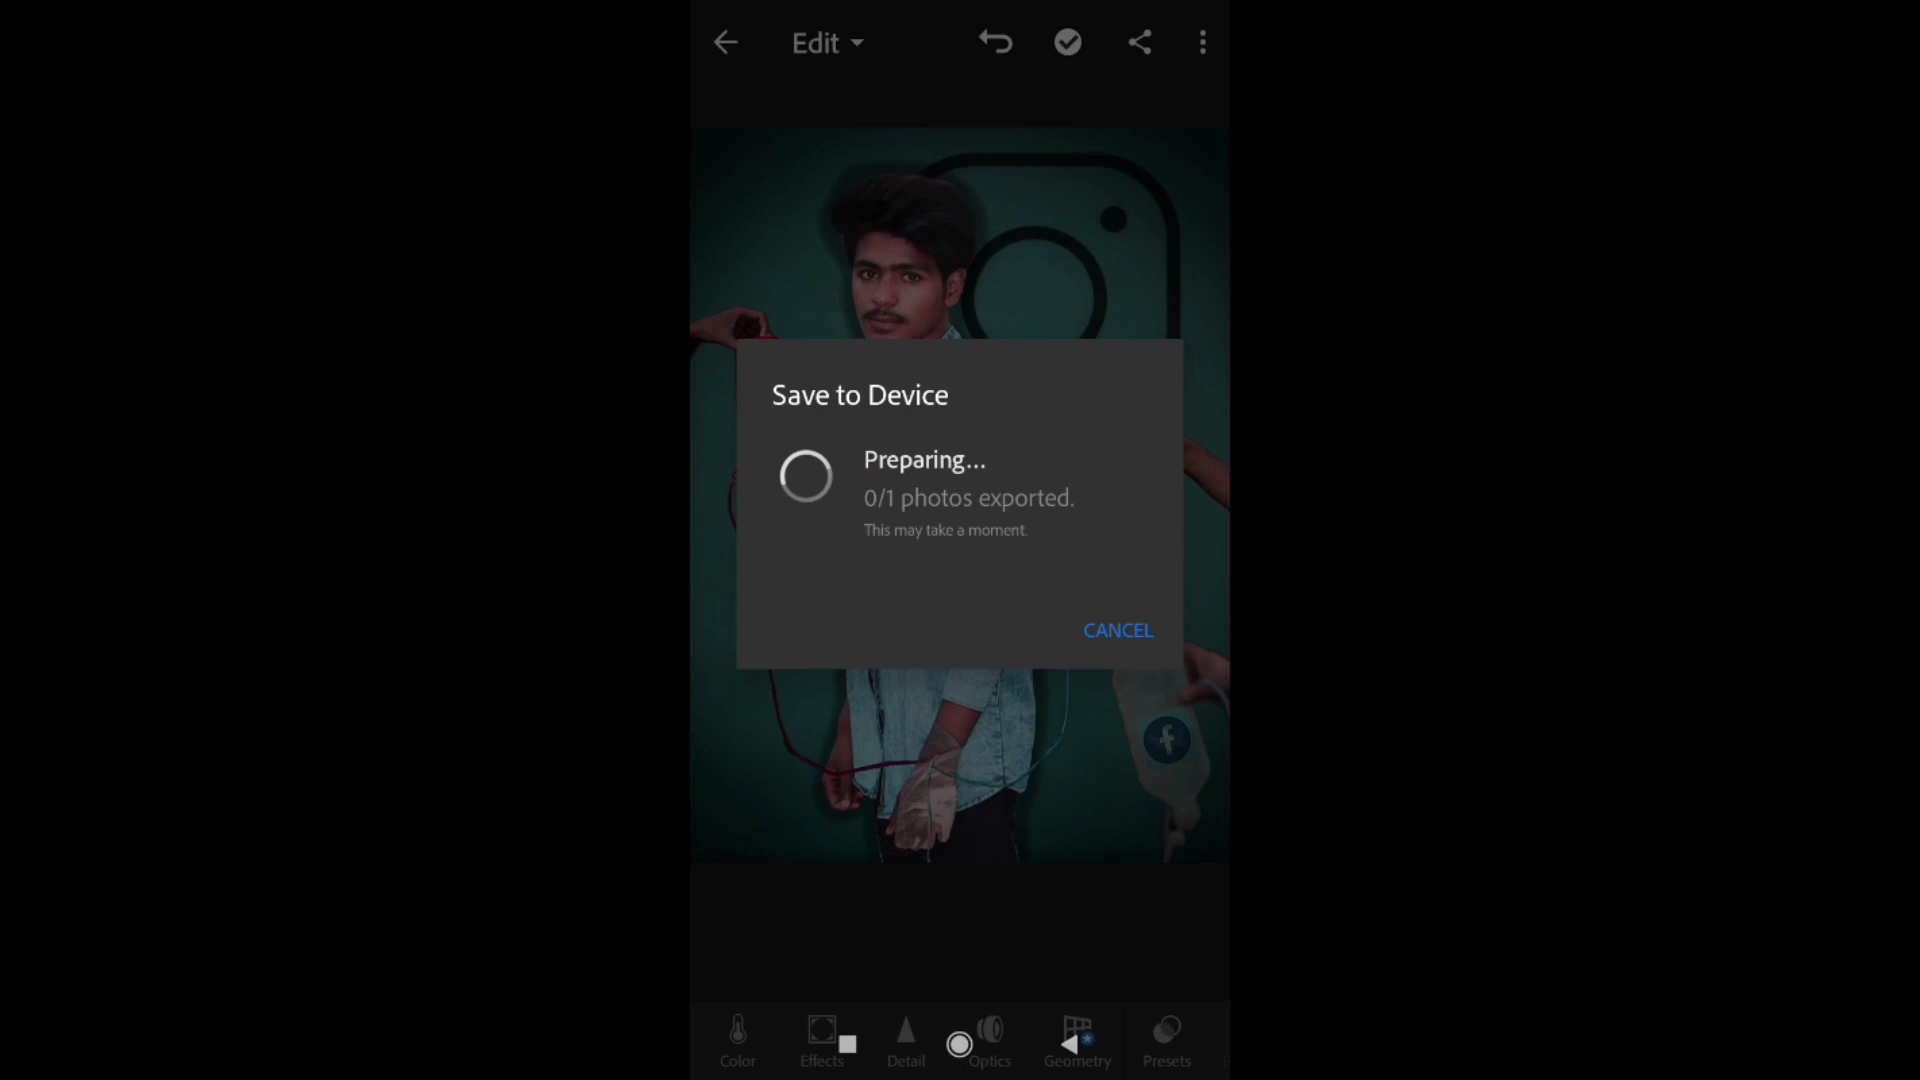 Edit
Save to Device
Preparing...
0/1 photos exported.
This may take a moment.
CANCEL
f
Color
Effects
Detail
Optics
Geometry
Presets